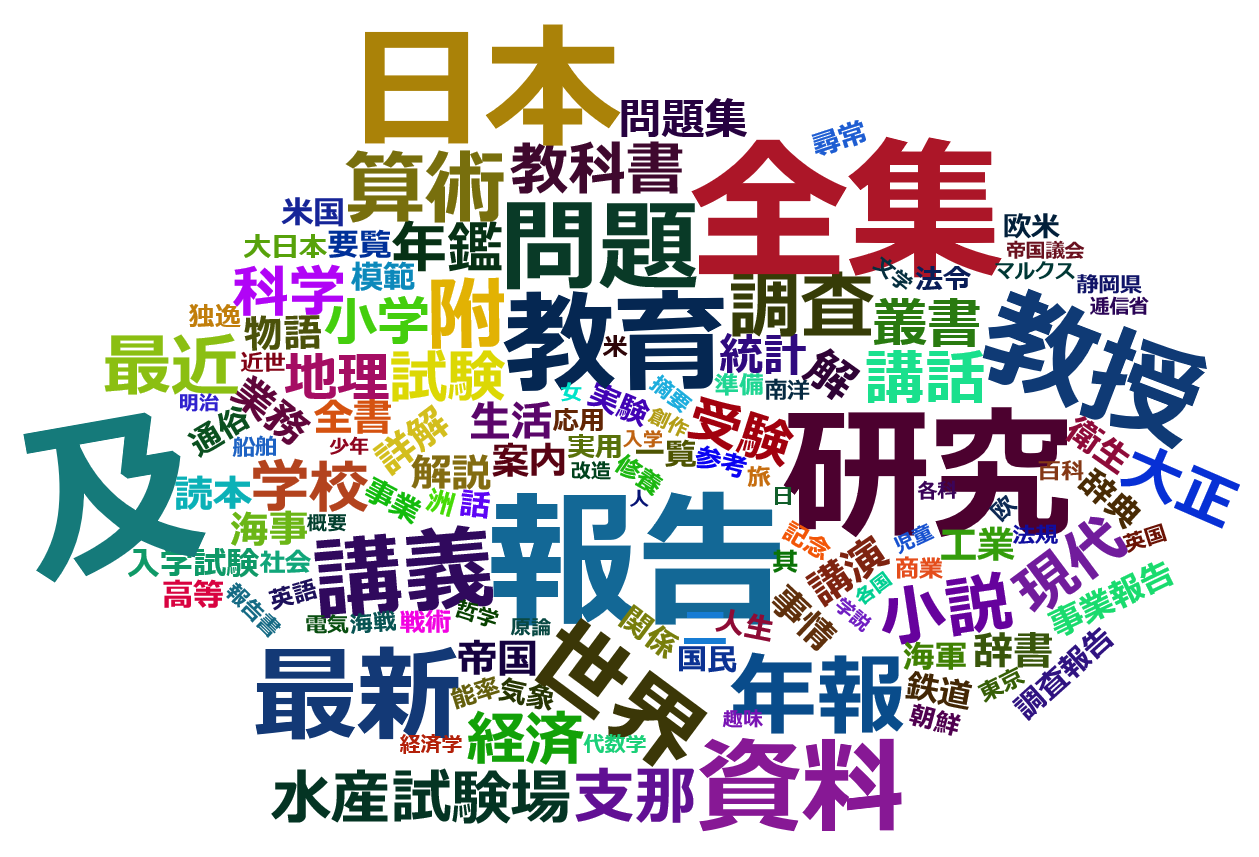 日本
問題集
尋常
全集
算術
教科書
米国
大日本
要覧
年鑑
問題
欧米
帝国議会
マルクス
文学
法令
静岡県
逓信省
科学
模範
独逸
物語
小学
附
教育
調査
叢書
教授
最近
近世
地理
試験
米
統計
解
講話
明治
業務
全書
女
実験
摘要
準備
南洋
通俗
船舶
少年
詳解
生活
応用
創作
受験
研究
衛生
及
解説
案内
実用
入学
一覧
参考
旅
百科
辞典
大正
読本
学校
事業
洲
話
改造
修養
人
日
各科
欧
海事
概要
講義
報告
記念
児童
工業
法規
英国
入学試験
社会
其
講演
商業
現代
高等
報告書
英語
各国
学説
小説
事業報告
電気
海戦
戦術
哲学
原論
関係
二
人生
事情
海軍
辞書
最新
帝国
世界
国民
年報
鉄道
東京
調査報告
能率
気象
趣味
朝鮮
経済学
経済
代数学
水産試験場
支那
資料